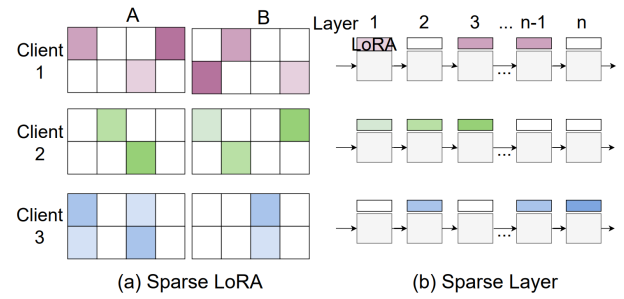 A B
Layer 1 2 3 ... n-1 n
LoRA
Client
1
...
Client
2
...
Client
3
...
(a) Sparse LoRA (b) Sparse Layer